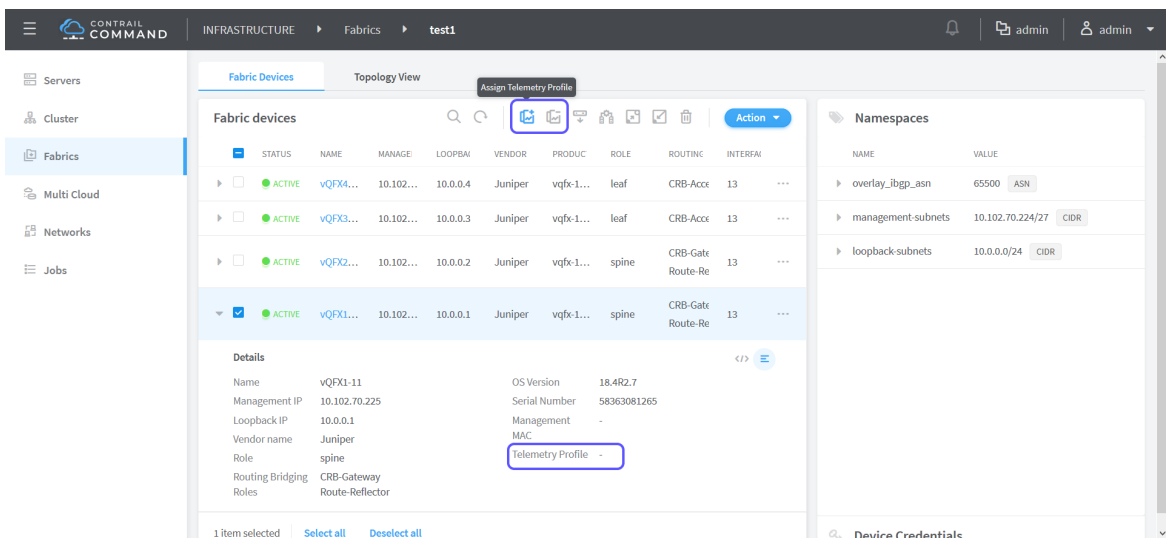 CONTRAIL
COMMAND
INFRASTRUCTURE Fabrics test1
admin admin
Servers
Cluster
Fabrics
Multi Cloud
Networks
Jobs
Fabric Devices Topology View
Assign Telemetry Profile
Fabric devices Action
STATUS NAME MANAGE LOOPBA VENDOR PRODUC ROLE ROUTING INTERFA
ACTIVE vQFX4... 10.102... 10.0.0.4 Juniper vqfx-1... leaf CRB-Acce 13 ...
ACTIVE vQFX3... 10.102... 10.0.0.3 Juniper vqfx-1... leaf CRB-Acce 13 ...
ACTIVE vQFX2... 10.102... 10.0.0.2 Juniper vqfx-1... spine CRB-Gate 13 ...
Route-Re
ACTIVE vQFX1... 10.102... 10.0.0.1 Juniper vqfx-1... spine CRB-Gate 13 ...
Route-Re
Details </>
Name vQFX1-11
Management IP 10.102.70.225
Loopback IP 10.0.0.1
Vendor name Juniper
Role spine
Routing Bridging CRB-Gateway
Roles Route-Reflector
OS Version 18.4R2.7
Serial Number 58363081265
Management -
MAC
Telemetry Profile -
1 item selected Select all Deselect all
Namespaces
NAME VALUE
overlay_ibgp_asn 65500 ASN
management-subnets 10.102.70.224/27 CIDR
loopback-subnets 10.0.0.0/24 CIDR
Device Credentials